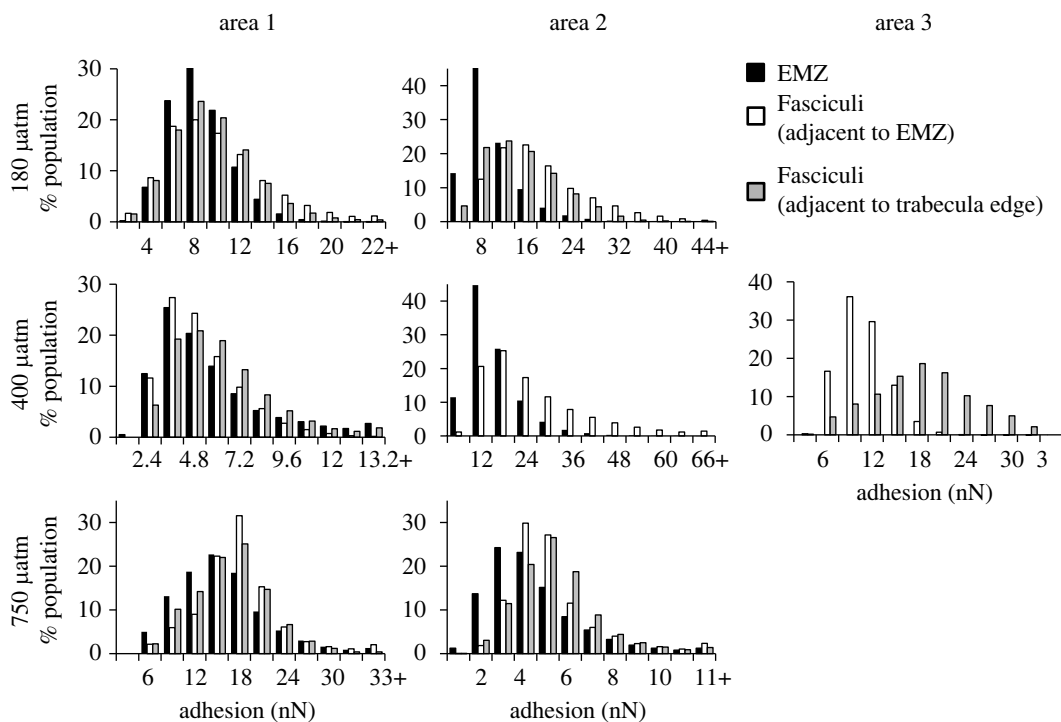 area 1
area 2
area 3
180 µatm
% population
30
20
10
0
4 8 12 16 20 22+
40
30
20
10
0
8 16 24 32 40 44+
EMZ
Fasciculi
(adjacent to EMZ)
Fasciculi
(adjacent to trabecula edge)
400 µatm
% population
30
20
10
0
2.4 4.8 7.2 9.6 12 13.2+
40
30
20
10
0
12 24 36 48 60 66+
40
30
20
10
0
6 12 18 24 30 3
adhesion (nN)
750 µatm
% population
30
20
10
0
6 12 18 24 30 33+
adhesion (nN)
30
20
10
0
2 4 6 8 10 11+
adhesion (nN)